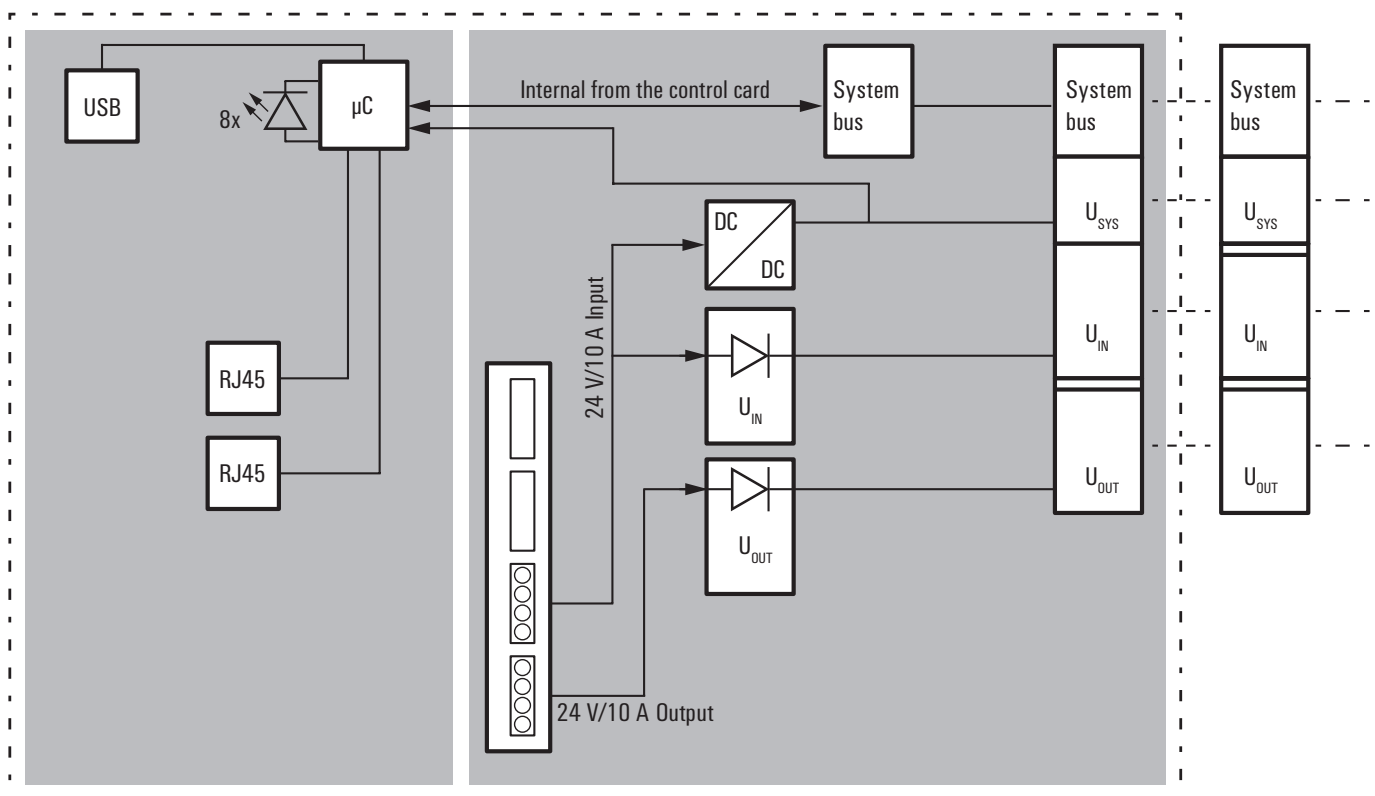 USB
8x
µC
Internal from the control card
System
bus
System
bus
System
bus
DC
DC
U_SYS
U_SYS
24 V/10 A Input
U_IN
U_IN
U_IN
RJ45
RJ45
U_OUT
U_OUT
U_OUT
24 V/10 A Output